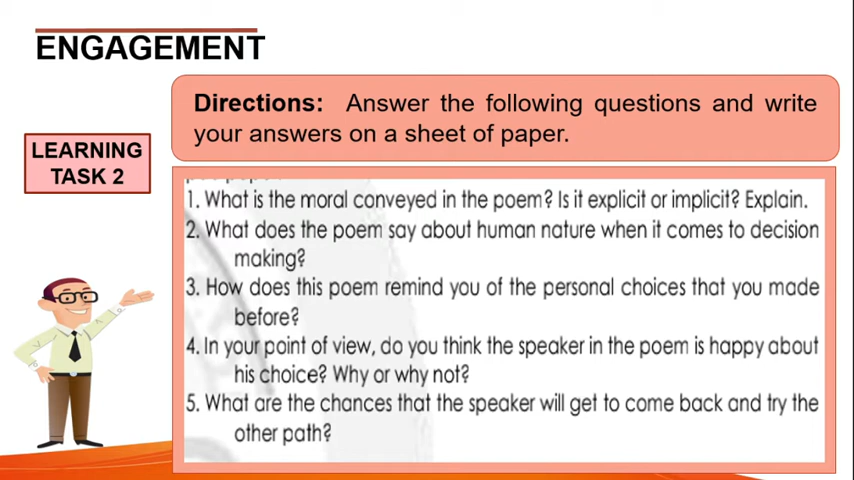 ENGAGEMENT
Directions: Answer the following questions and write
your answers on a sheet of paper.
LEARNING
TASK 2
1. What is the moral conveyed in the poem? Is it explicit or implicit? Explain.
2. What does the poem say about human nature when it comes to decision
making?
3. How does this poem remind you of the personal choices that you made
before?
4. In your point of view, do you think the speaker in the poem is happy about
his choice? Why or why not?
5. What are the chances that the speaker will get to come back and try the
other path?